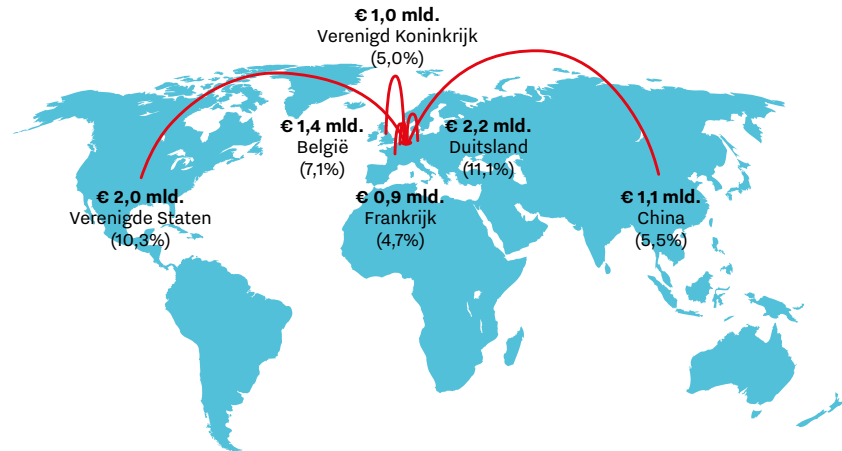 € 1,0 mld.
Verenigd Koninkrijk
(5,0%)
€ 1,4 mld.
België
(7,1%)
€ 2,2 mld.
Duitsland
(11,1%)
€ 2,0 mld.
Verenigde Staten
(10,3%)
€ 0,9 mld.
Frankrijk
(4,7%)
€ 1,1 mld.
China
(5,5%)